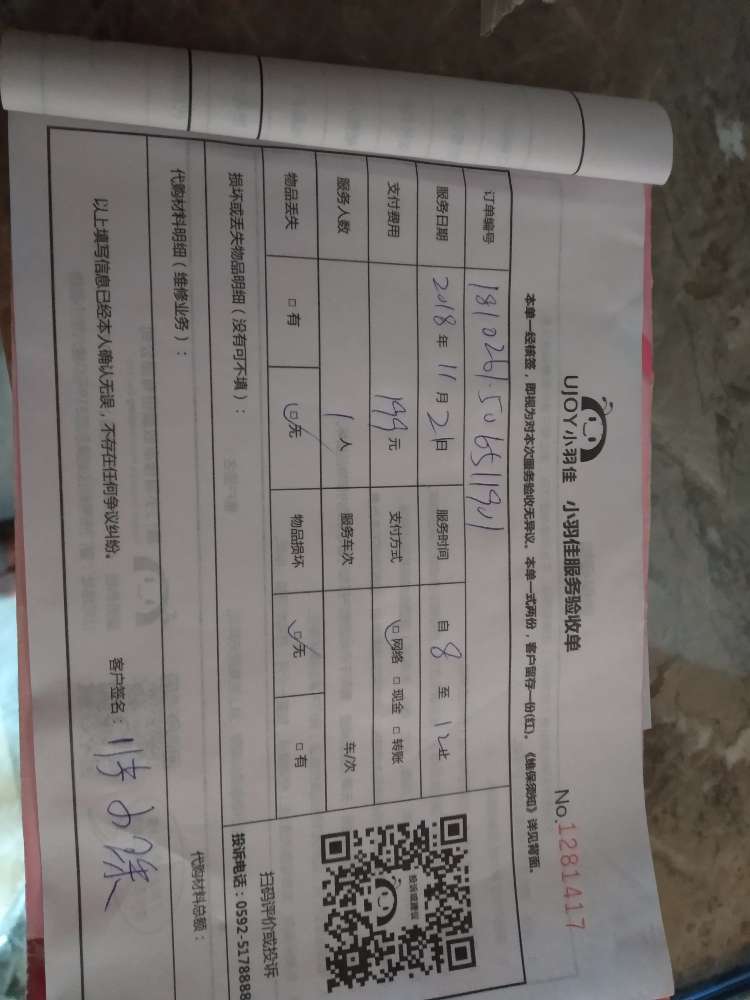 UJOY小羽佳 小羽佳服务验收单
No.1281417
本单一经核签，即视为对本次服务验收无异议。本单一式两份，客户留存一份(红)。《维保须知》详见背面。
订单编号
服务日期 2018年11月2日 服务时间 自8至12止
支付费用 199元 支付方式 □网络 □现金 □转账
服务人数 1人 服务车次 车/次
物品丢失 □有 □无 物品损坏 □无 □有
损坏或丢失物品明细（没有可不填）：
投诉或建议
扫码评价或投诉
投诉电话：0592-5178888
代购材料明细（维修业务）： 代购材料总额：
以上填写信息已经本人确认无误，不存在任何争议纠纷。 客户签名：